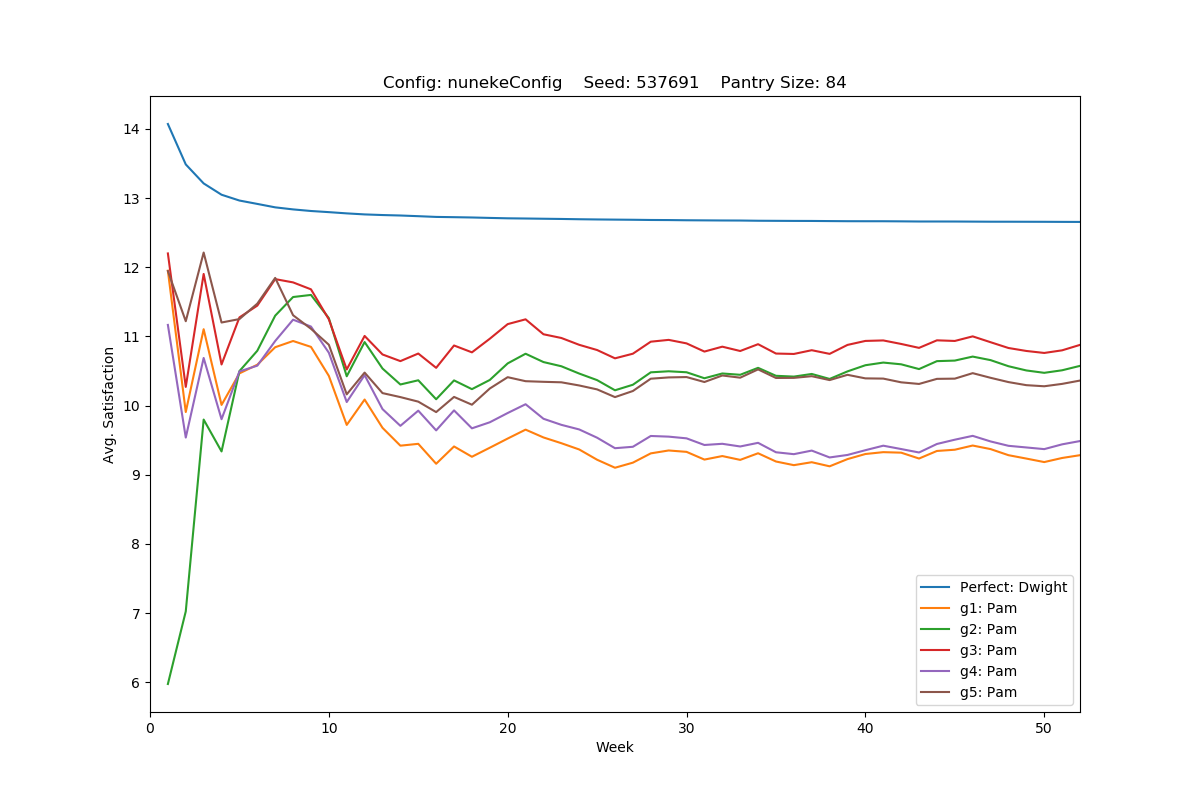 Config: nunekeConfig    Seed: 537691    Pantry Size: 84
14
13
12
11
10
9
8
7
6
Avg. Satisfaction
0 10 20 30 40 50
Week
Perfect: Dwight
g1: Pam
g2: Pam
g3: Pam
g4: Pam
g5: Pam